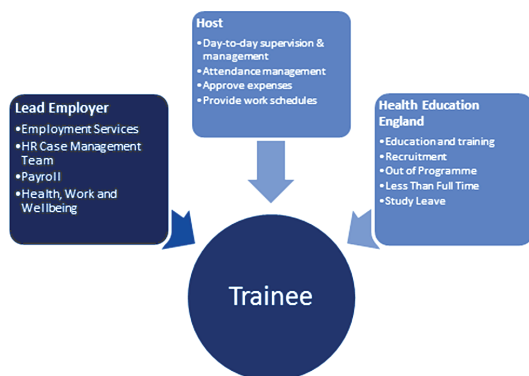 Host
•Day-to-day supervision &
management
•Attendance management
•Approve expenses
•Provide work schedules
Lead Employer
•Employment Services
•HR Case Management
Team
•Payroll
•Health, Work and
Wellbeing
Health Education
England
•Education and training
•Recruitment
•Out of Programme
•Less Than Full Time
•Study Leave
Trainee